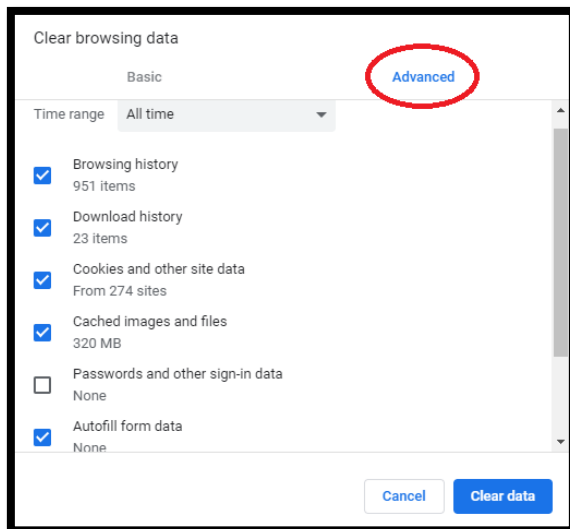 Clear browsing data
Basic Advanced
Time range All time
Browsing history
951 items
Download history
23 items
Cookies and other site data
From 274 sites
Cached images and files
320 MB
Passwords and other sign-in data
None
Autofill form data
None
Cancel Clear data